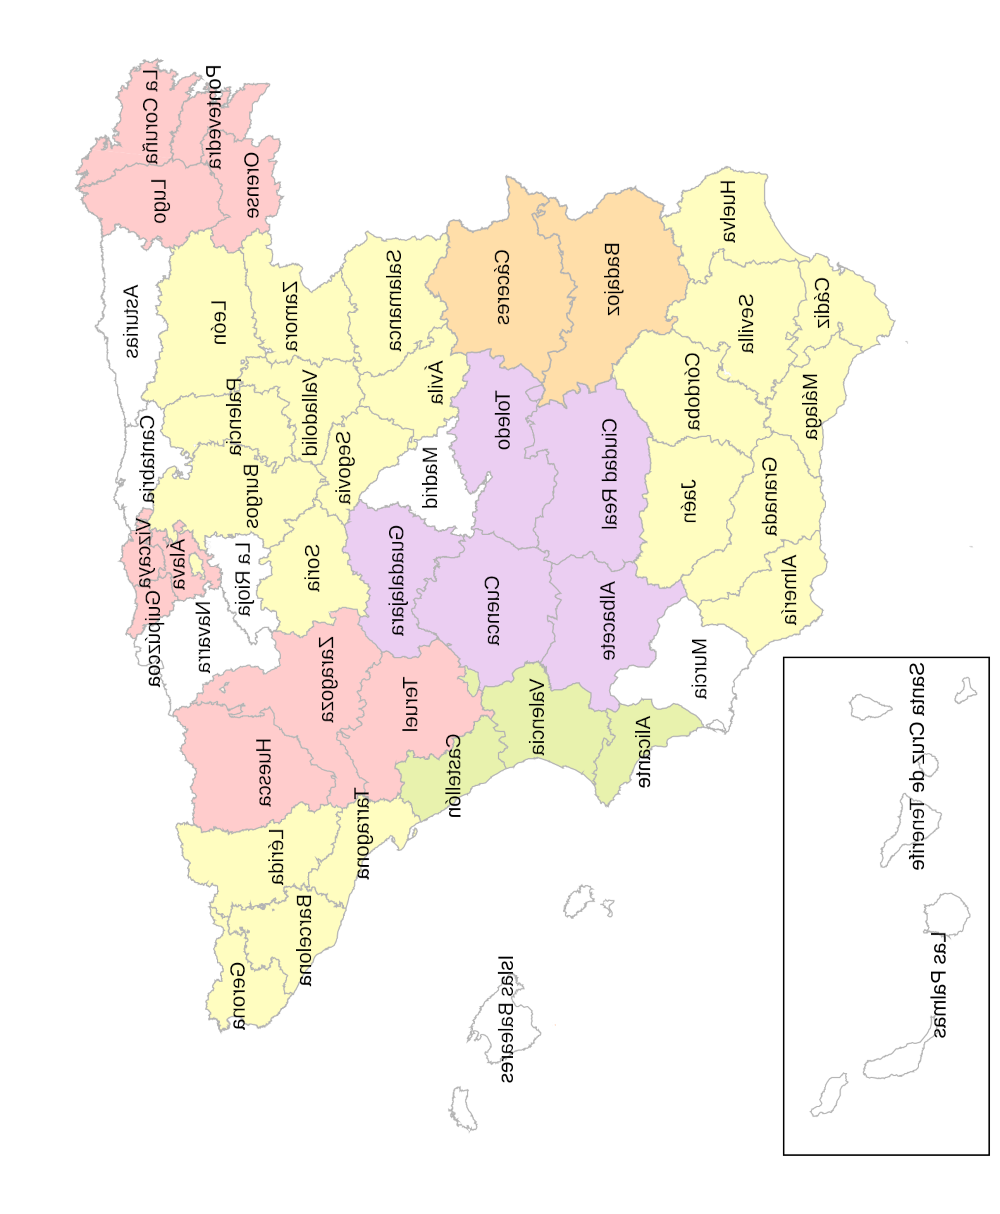 La Coruña
Pontevedra
Lugo
Orense
Asturias
León
Zamora
Salamanca
Cáceres
Badajoz
Huelva
Sevilla
Cádiz
Córdoba
Málaga
Palencia
Valladolid
Ávila
Toledo
Ciudad Real
Cantabria
Burgos
Segovia
Madrid
Jaén
Granada
Vizcaya
Álava
La Rioja
Soria
Guadalajara
Cuenca
Albacete
Almería
Guipúzcoa
Navarra
Zaragoza
Teruel
Valencia
Murcia
Huesca
Castellón
Alicante
Lérida
Tarragona
Barcelona
Gerona
Islas Baleares
Santa Cruz de Tenerife
Las Palmas